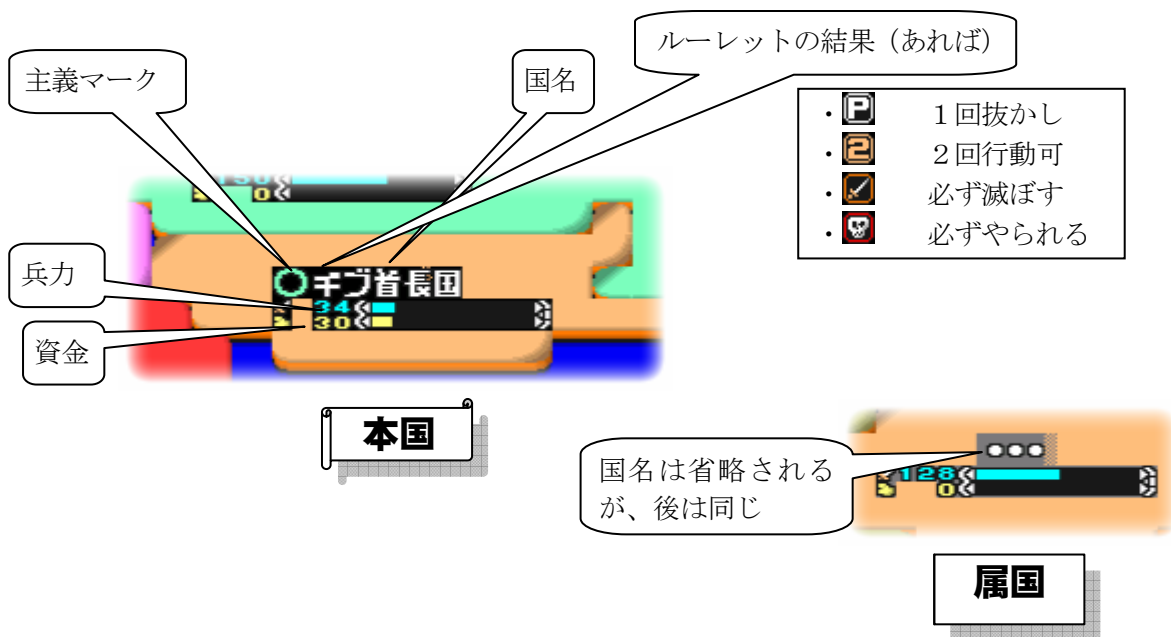 ルーレットの結果（あれば）
主義マーク
国名
・P １回抜かし
・2 ２回行動可
・ 必ず滅ぼす
・ 必ずやられる
0
兵力
ギブ首長国
34
30
資金
本国
国名は省略される
が、後は同じ
○○○
128
0
属国